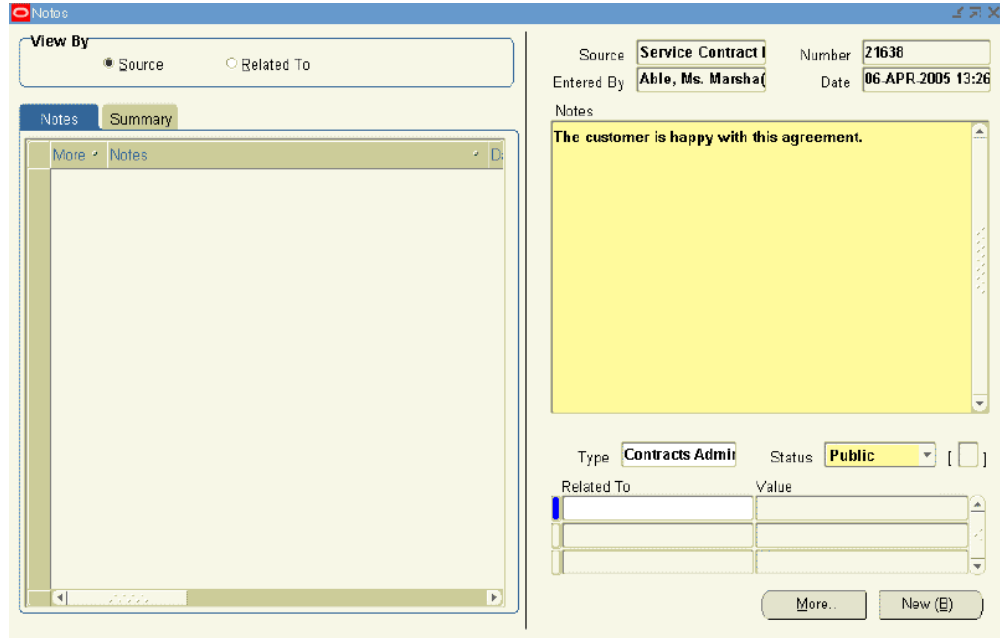 Notes
View By
Source Related To
Notes Summary
More Notes
Source Service Contract Number 21638
Entered By Able, Ms. Marsha( Date 06-APR-2005 13:26
Notes
The customer is happy with this agreement.
Type Contracts Admin Status Public [ ]
Related To Value
More.. New (B)